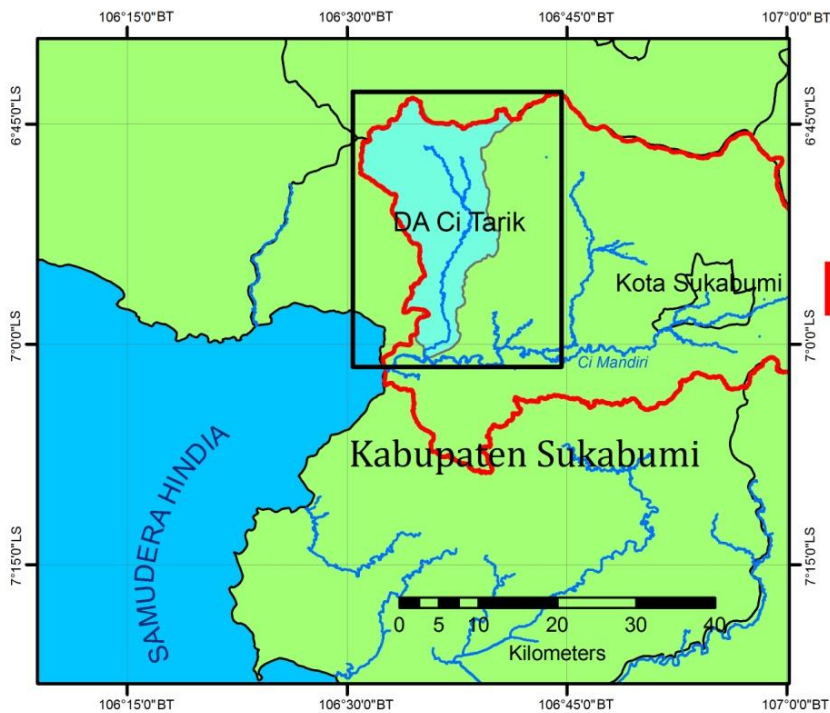 106°15'0"BT 106°30'0"BT 106°45'0"BT 107°0'0"BT
6°45'0"LS 6°45'0"LS
DA Ci Tarik
Kota Sukabumi
7°0'0"LS 7°0'0"LS
Ci Mandiri
Kabupaten Sukabumi
SAMUDERA HINDIA
7°15'0"LS 7°15'0"LS
0 5 10 20 30 40
Kilometers
106°15'0"BT 106°30'0"BT 106°45'0"BT 107°0'0"BT